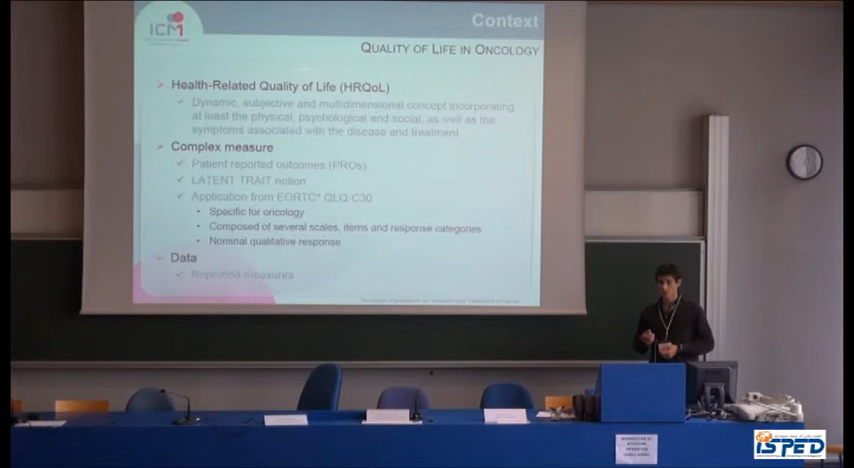 ICM
Context
QUALITY OF LIFE IN ONCOLOGY
Health-Related Quality of Life (HRQoL)
Dynamic, subjective and multidimensional concept incorporating
at least the physical, psychological and social, as well as the
symptoms associated with the disease and treatment
Complex measure
Patient reported outcomes (PROs)
LATENT TRAIT notion
Application from EORTC* QLQ-C30
Specific for oncology
Composed of several scales, items and response categories
Nominal qualitative response
Data
Repeated measures
ISPED